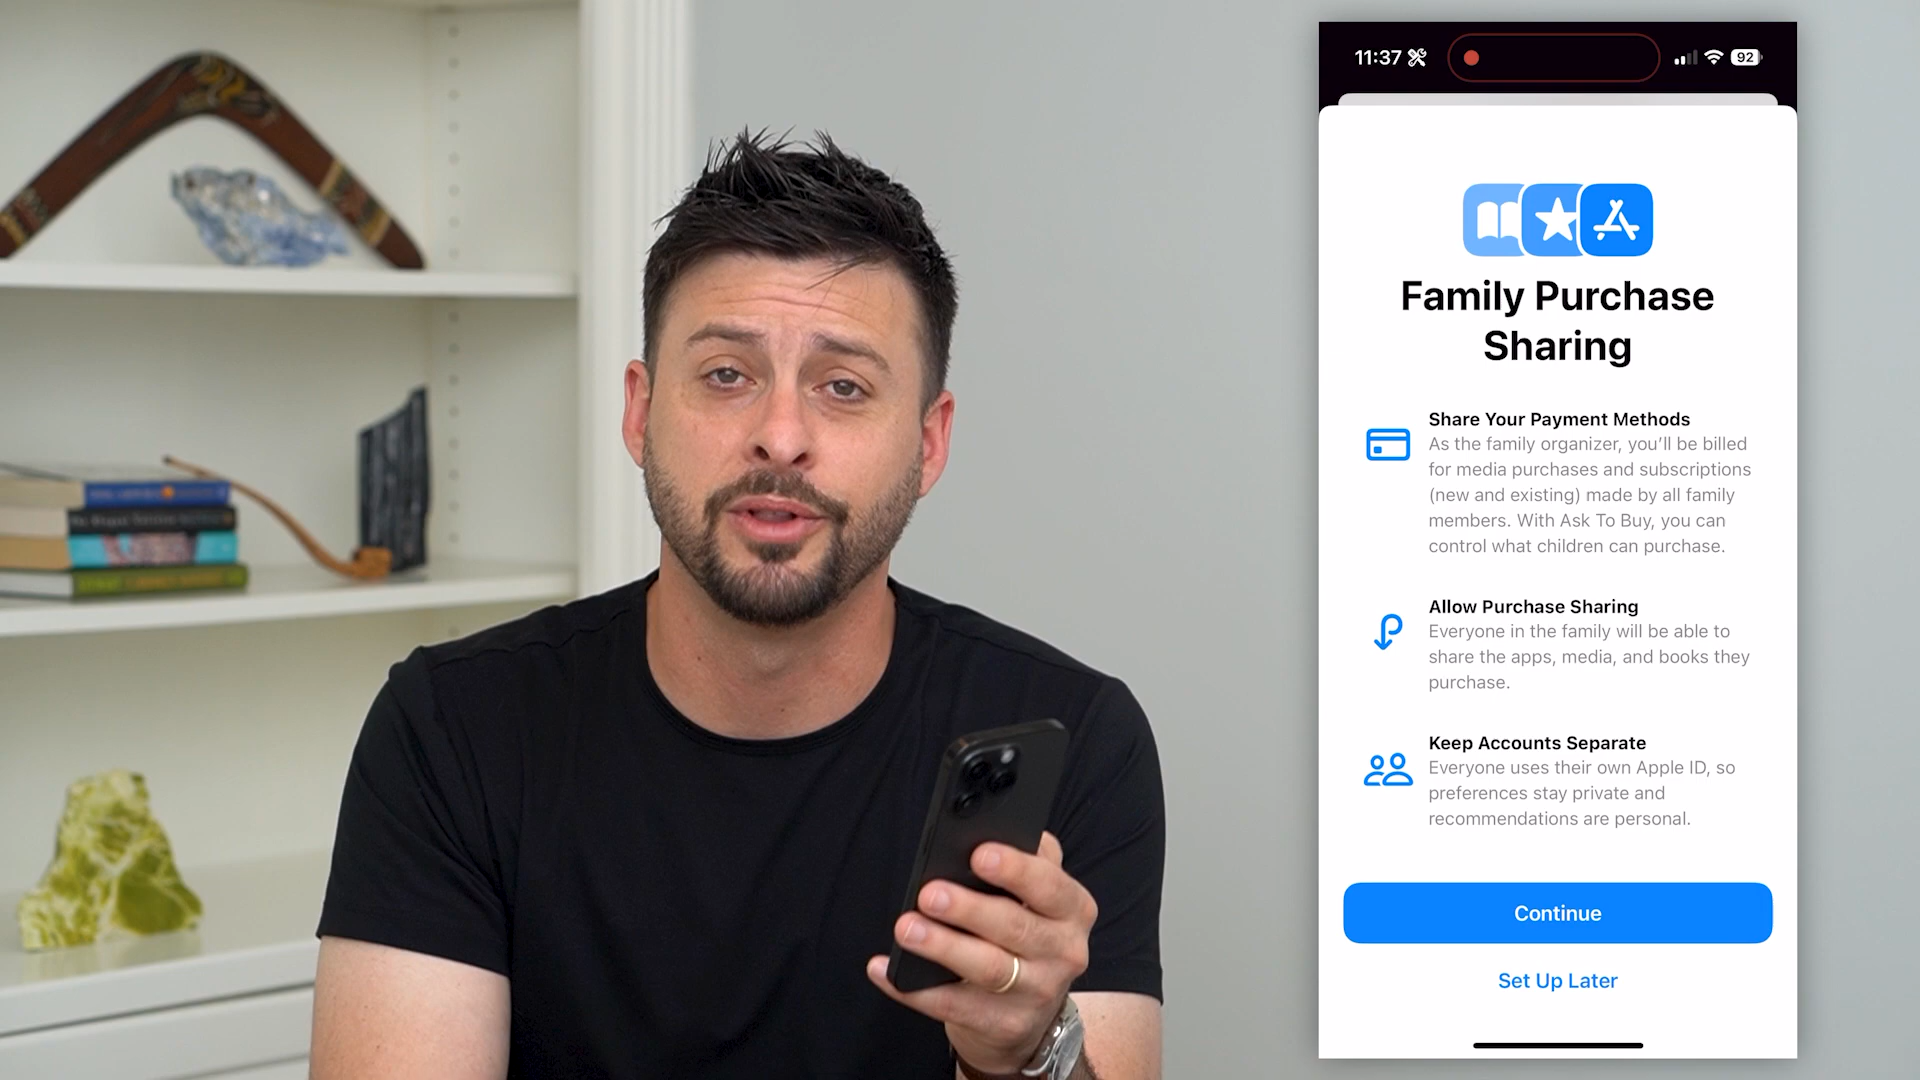 11:37
92
Family Purchase
Sharing
Share Your Payment Methods
As the family organizer, you'll be billed
for media purchases and subscriptions
(new and existing) made by all family
members. With Ask To Buy, you can
control what children can purchase.
Allow Purchase Sharing
Everyone in the family will be able to
share the apps, media, and books they
purchase.
Keep Accounts Separate
Everyone uses their own Apple ID, so
preferences stay private and
recommendations are personal.
Continue
Set Up Later